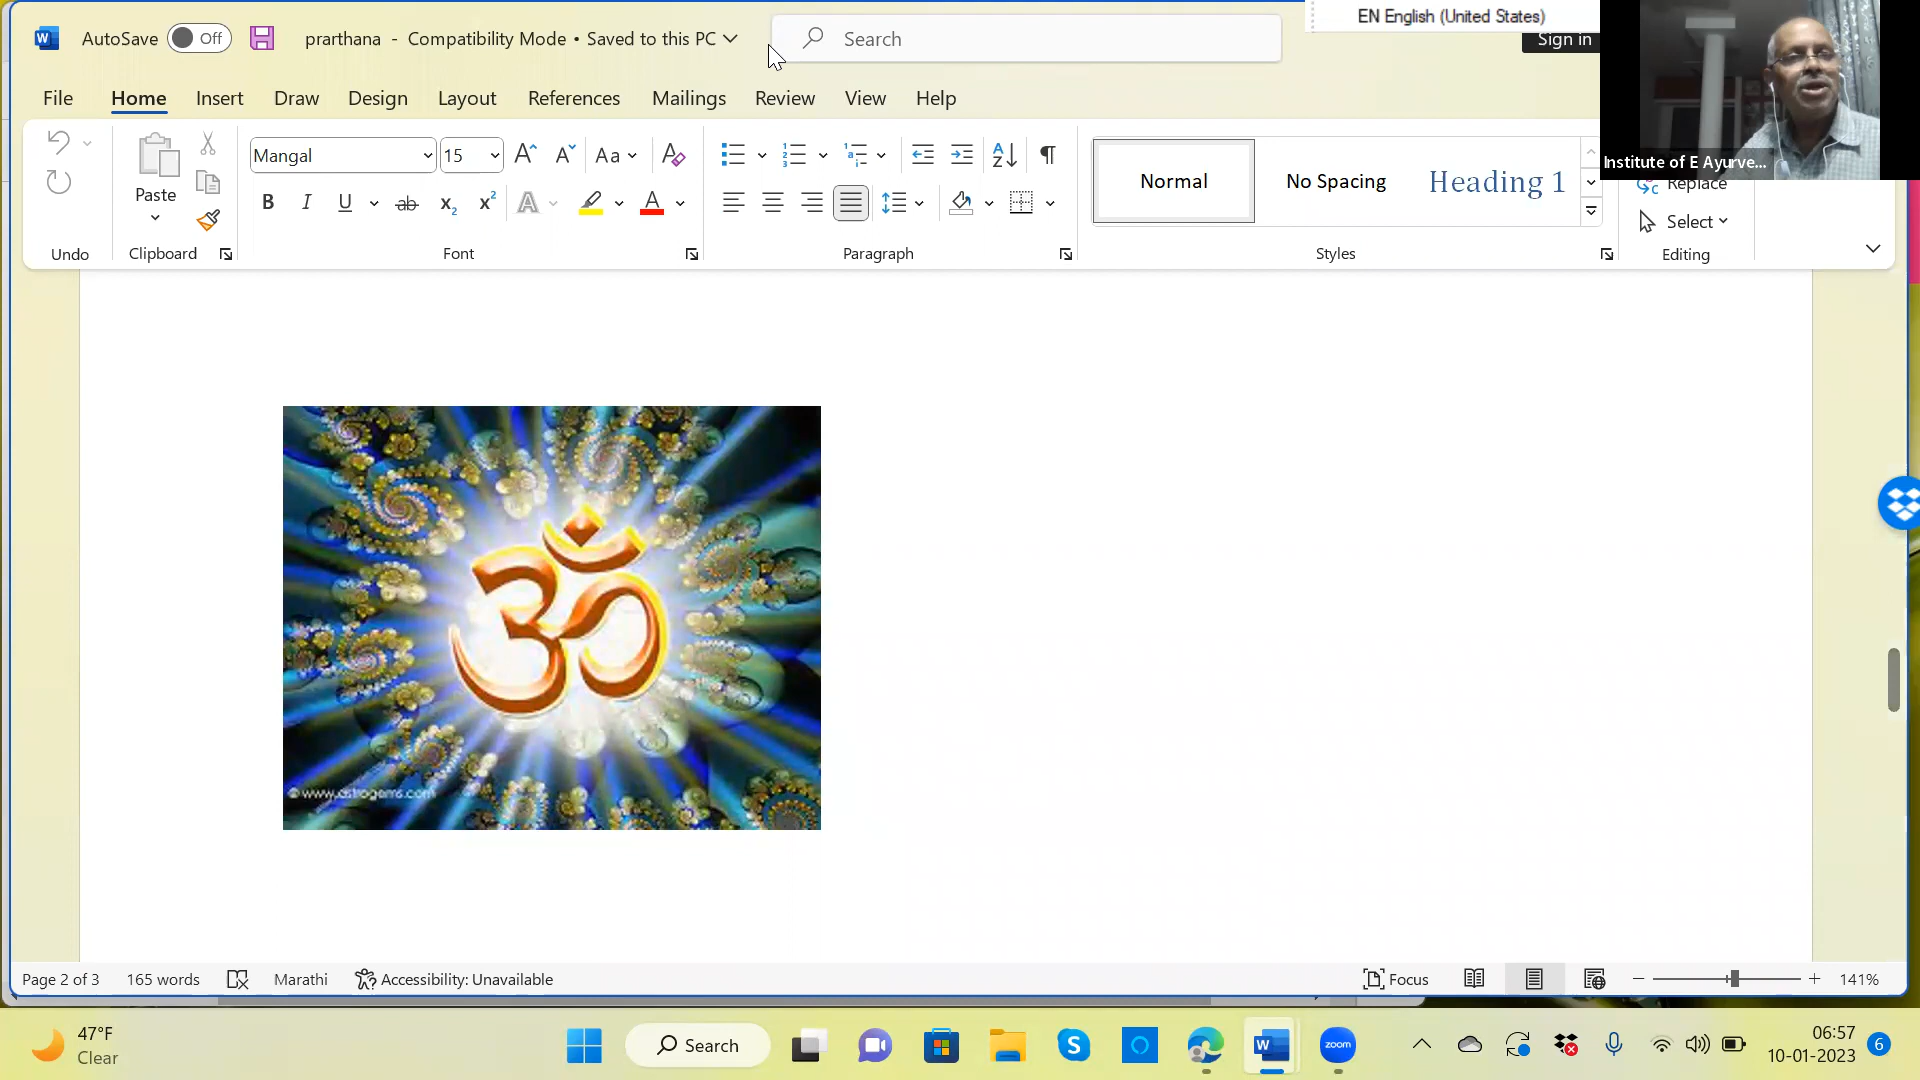 EN English (United States)
AutoSave Off prarthana - Compatibility Mode • Saved to this PC Search Sign in
File Home Insert Draw Design Layout References Mailings Review View Help
Mangal 15 Aa
Paste
Normal No Spacing Heading 1
Institute of E Ayurve...
Replace
Select
Undo Clipboard Font Paragraph Styles Editing
ॐ
© www.astrogems.com
Page 2 of 3 165 words Marathi Accessibility: Unavailable Focus 141%
47°F
Clear
Search
zoom
06:57
10-01-2023
6